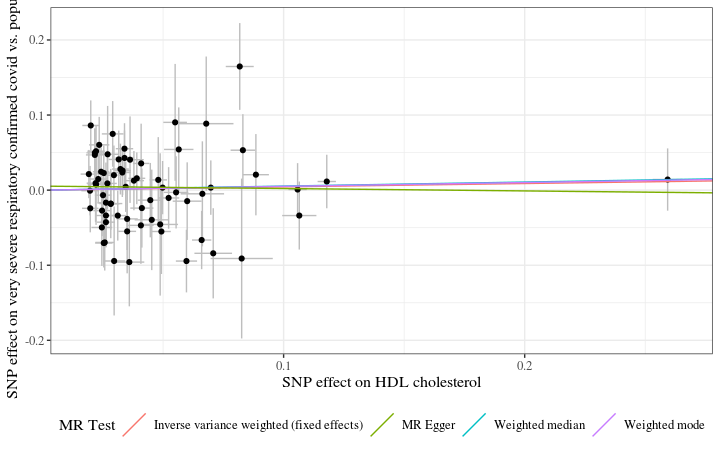 SNP effect on very severe respiratory confirmed covid vs.
0.2
0.1
0.0
-0.1
-0.2
0.1
0.2
SNP effect on HDL cholesterol
MR Test
Inverse variance weighted (fixed effects)
MR Egger
Weighted median
Weighted mode